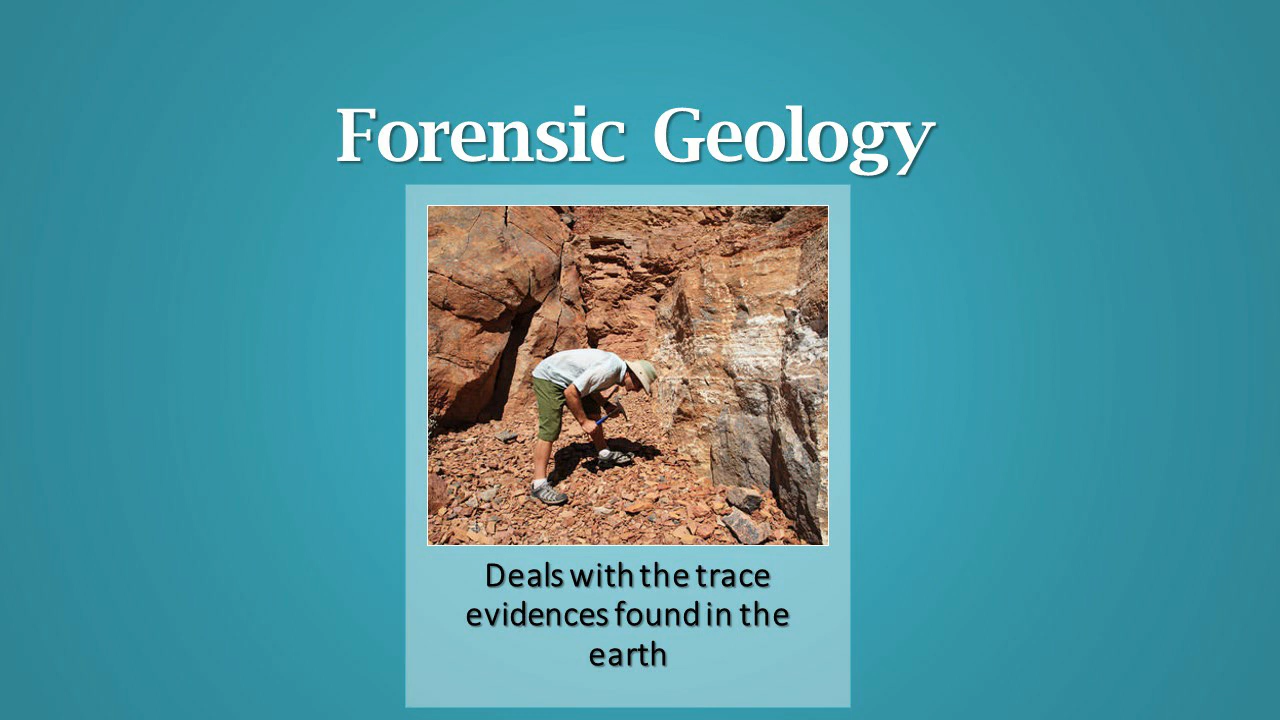 Forensic Geology
Deals with the trace
evidences found in the
earth